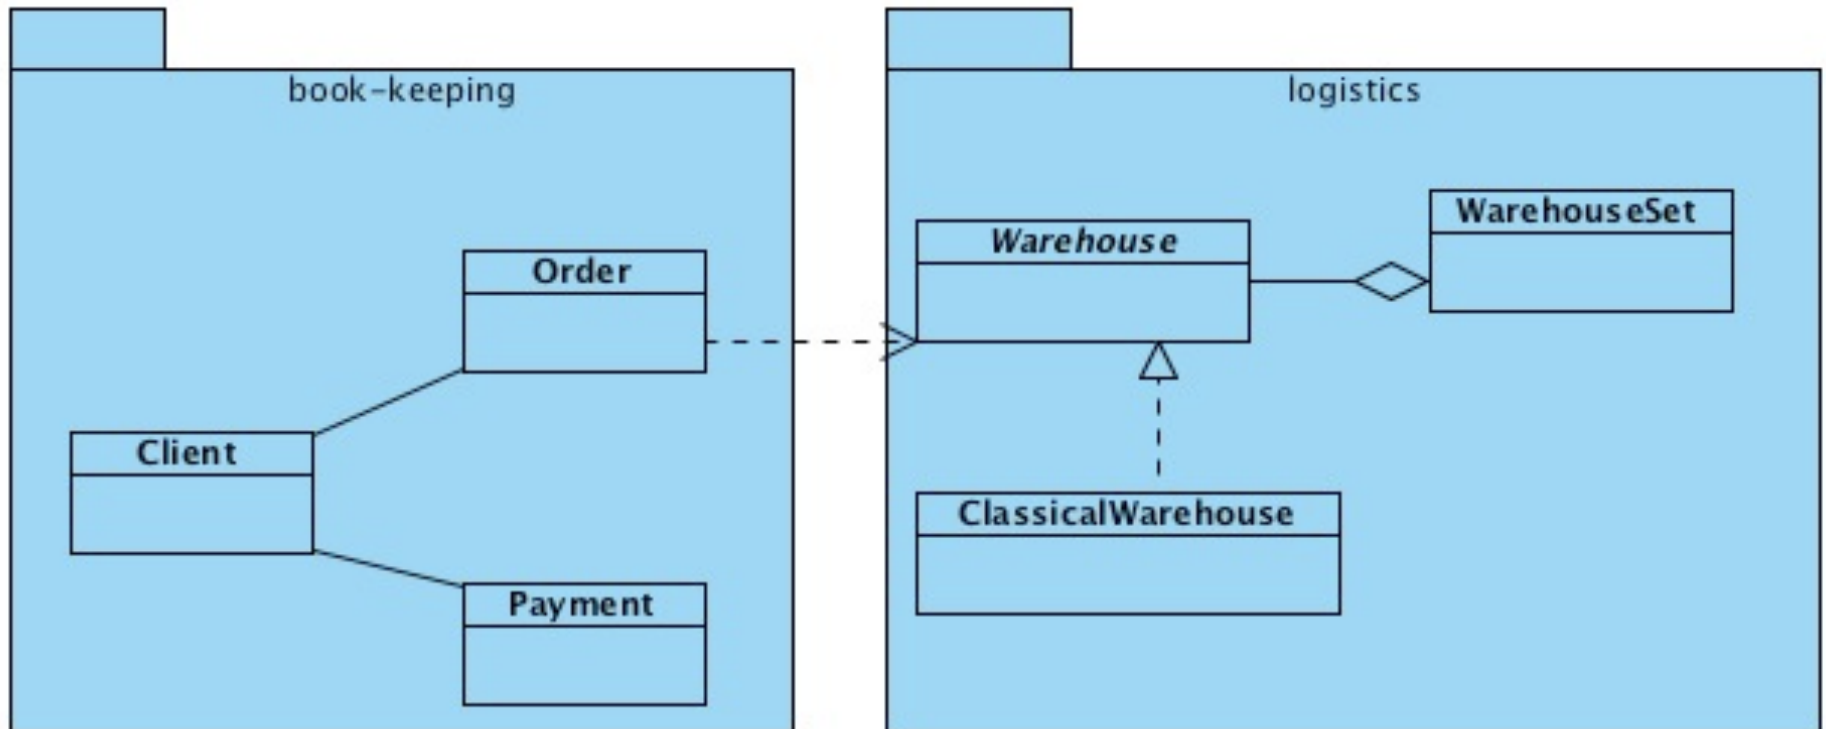 book-keeping
Order
Client
Payment
logistics
Warehouse
WarehouseSet
ClassicalWarehouse